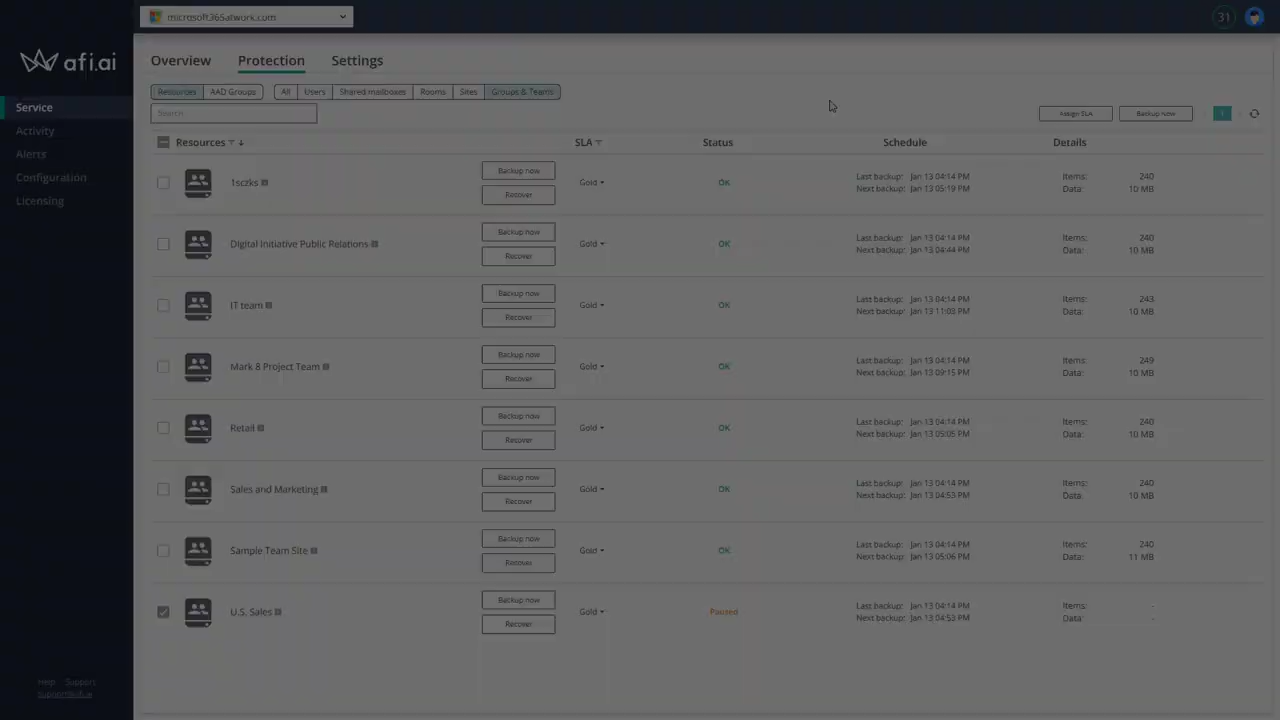 microsoft365atwork.com
31
afi.ai
Overview Protection Settings
Resources AAD Groups All Users Shared mailboxes Rooms Sites Groups & Teams
Search
Assign SLA Backup Now
Service
Activity
Alerts
Configuration
Licensing
Resources SLA Status Schedule Details
1sczks Backup now Recover Gold OK Last backup: Jan 13 04:14 PM Items: 240
Next backup: Jan 13 05:19 PM Data: 10 MB
Digital Initiative Public Relations Backup now Recover Gold OK Last backup: Jan 13 04:14 PM Items: 240
Next backup: Jan 13 04:44 PM Data: 10 MB
IT team Backup now Recover Gold OK Last backup: Jan 13 04:14 PM Items: 243
Next backup: Jan 13 11:03 PM Data: 10 MB
Mark 8 Project Team Backup now Recover Gold OK Last backup: Jan 13 04:14 PM Items: 249
Next backup: Jan 13 09:15 PM Data: 10 MB
Retail Backup now Recover Gold OK Last backup: Jan 13 04:14 PM Items: 240
Next backup: Jan 13 05:05 PM Data: 10 MB
Sales and Marketing Backup now Recover Gold OK Last backup: Jan 13 04:14 PM Items: 240
Next backup: Jan 13 04:53 PM Data: 10 MB
Sample Team Site Backup now Recover Gold OK Last backup: Jan 13 04:14 PM Items: 240
Next backup: Jan 13 05:06 PM Data: 11 MB
U.S. Sales Backup now Recover Gold Paused Last backup: Jan 13 04:14 PM Items: -
Next backup: Jan 13 04:53 PM Data: -
Help Support
support@afi.ai